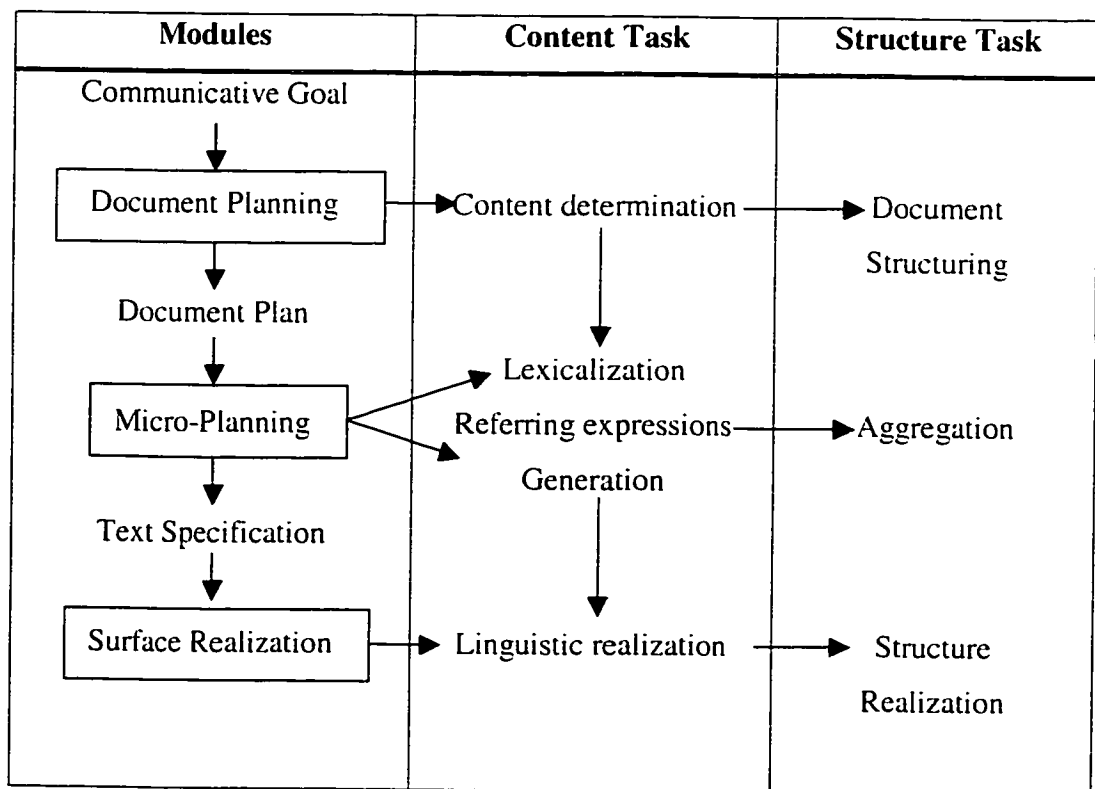 Modules
Content Task
Structure Task
Communicative Goal
Document Planning
Content determination
Document
Structuring
Document Plan
Lexicalization
Micro-Planning
Referring expressions
Aggregation
Generation
Text Specification
Surface Realization
Linguistic realization
Structure
Realization